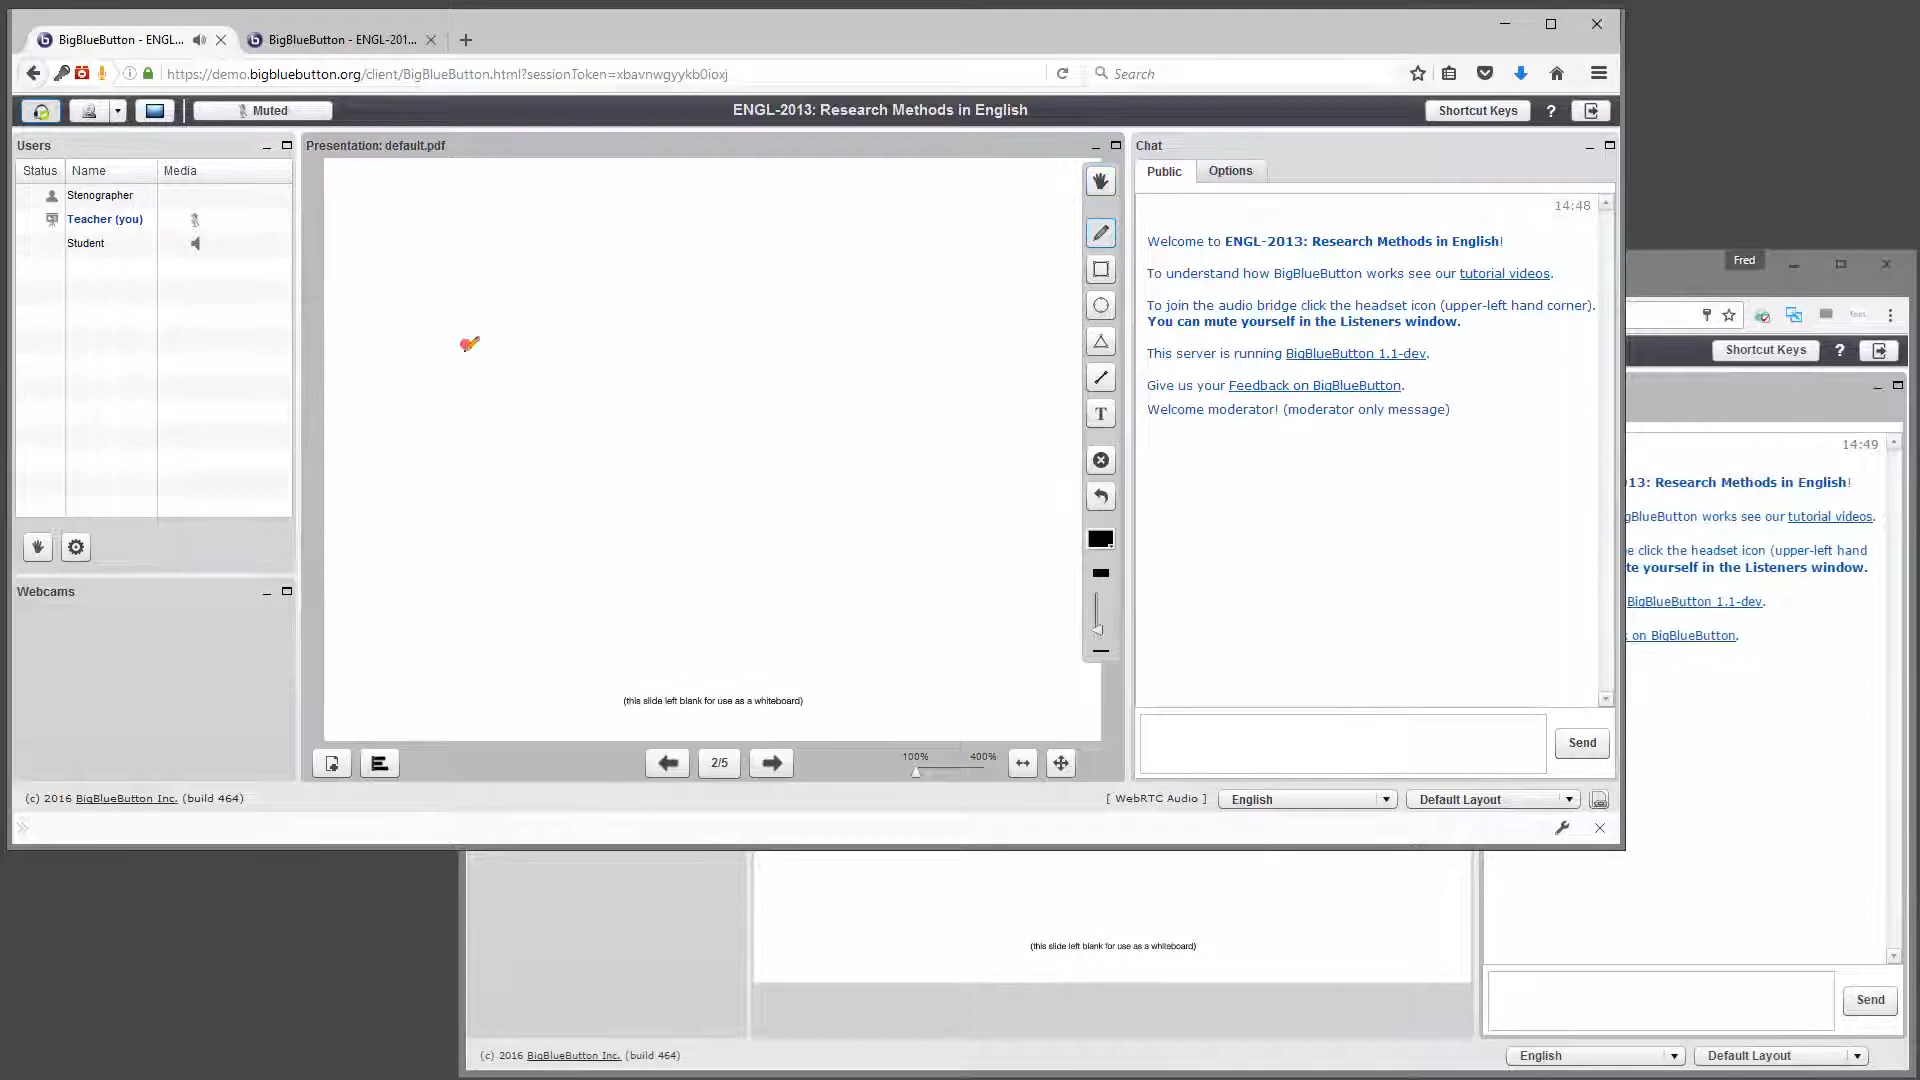 BigBlueButton - ENGL...
BigBlueButton - ENGL-201...
https://demo.bigbluebutton.org/client/BigBlueButton.html?sessionToken=xbavnwgyykb0ioxj
Search
Muted
ENGL-2013: Research Methods in English
Shortcut Keys
?
Users
Status Name Media
Stenographer
Teacher (you)
Student
Webcams
Presentation: default.pdf
T
(this slide left blank for use as a whiteboard)
2/5
100% 400%
Chat
Public Options
14:48
Welcome to ENGL-2013: Research Methods in English!
To understand how BigBlueButton works see our tutorial videos.
To join the audio bridge click the headset icon (upper-left hand corner).
You can mute yourself in the Listeners window.
This server is running BigBlueButton 1.1-dev.
Give us your Feedback on BigBlueButton.
Welcome moderator! (moderator only message)
Send
(c) 2016 BigBlueButton Inc. (build 464)
[ WebRTC Audio ]
English
Default Layout
Fred
font
Shortcut Keys
?
14:49
13: Research Methods in English!
gBlueButton works see our tutorial videos.
e click the headset icon (upper-left hand
te yourself in the Listeners window.
BigBlueButton 1.1-dev.
on BigBlueButton.
(this slide left blank for use as a whiteboard)
Send
(c) 2016 BigBlueButton Inc. (build 464)
English
Default Layout